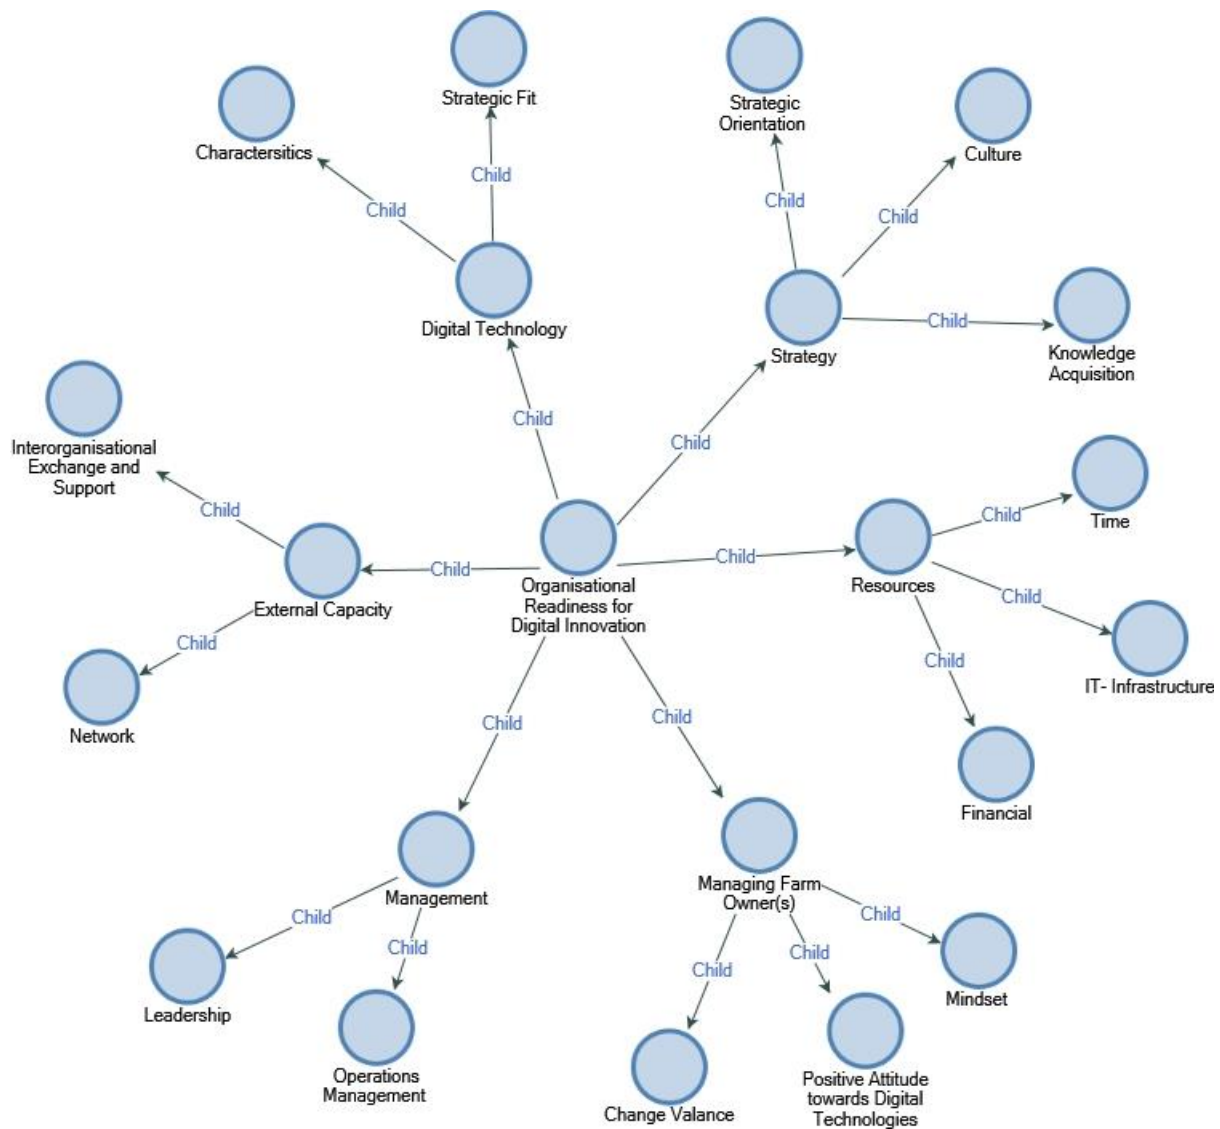 Strategic Fit
Strategic
Orientation
Charactersitics
Culture
Child
Child
Child
Child
Child
Digital Technology
Strategy
Knowledge
Acquisition
Child
Child
Interorganisational
Exchange and
Support
Child
Time
Child
Child
Child
Resources
Organisational
Readiness for
Digital Innovation
External Capacity
Child
Child
Child
IT- Infrastructure
Network
Child
Child
Financial
Management
Managing Farm
Owner(s)
Child
Child
Child
Child
Child
Mindset
Leadership
Operations
Management
Change Valance
Positive Attitude
towards Digital
Technologies